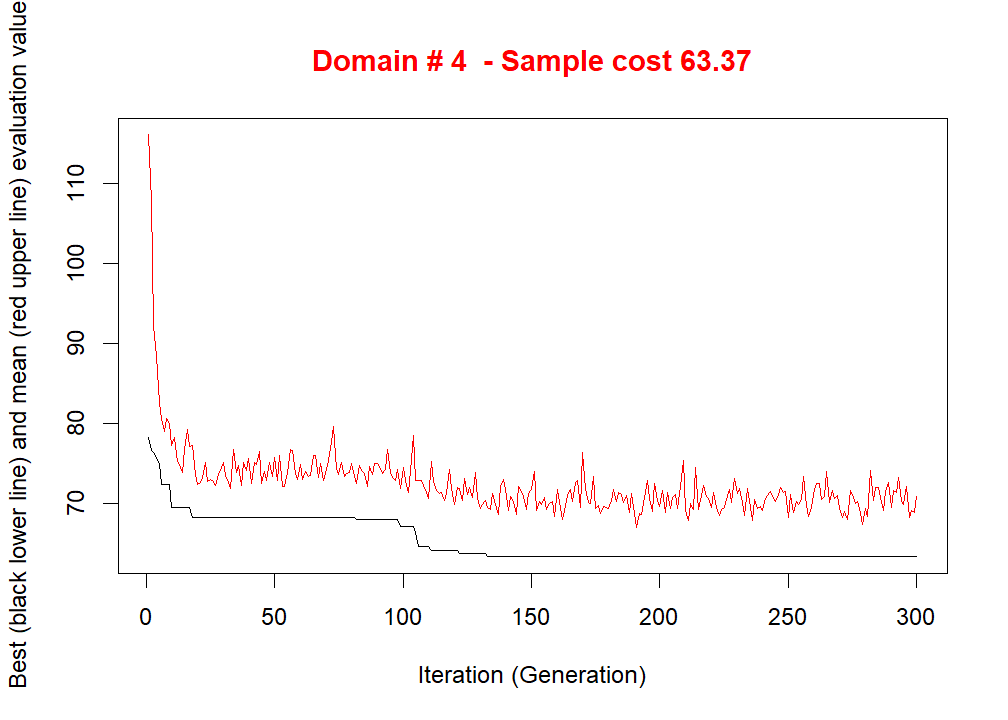 Domain # 4  - Sample cost 63.37
Best (black lower line) and mean (red upper line) evaluation value
110
100
90
80
70
0 50 100 150 200 250 300
Iteration (Generation)